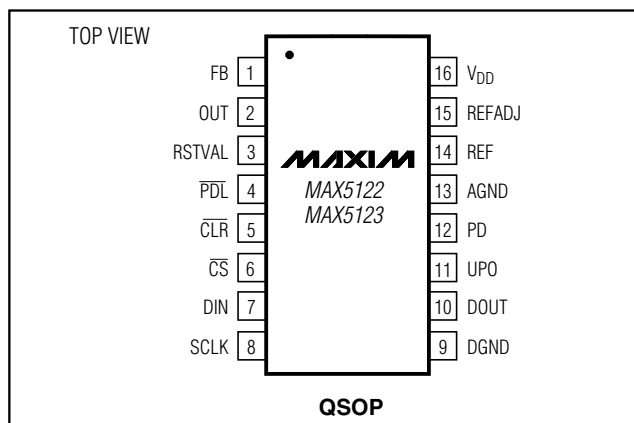 TOP VIEW
FB 1 16 VDD
OUT 2 15 REFADJ
RSTVAL 3 MAXIM 14 REF
PDL 4 MAX5122 13 AGND
CLR 5 MAX5123 12 PD
CS 6 11 UPO
DIN 7 10 DOUT
SCLK 8 9 DGND
QSOP